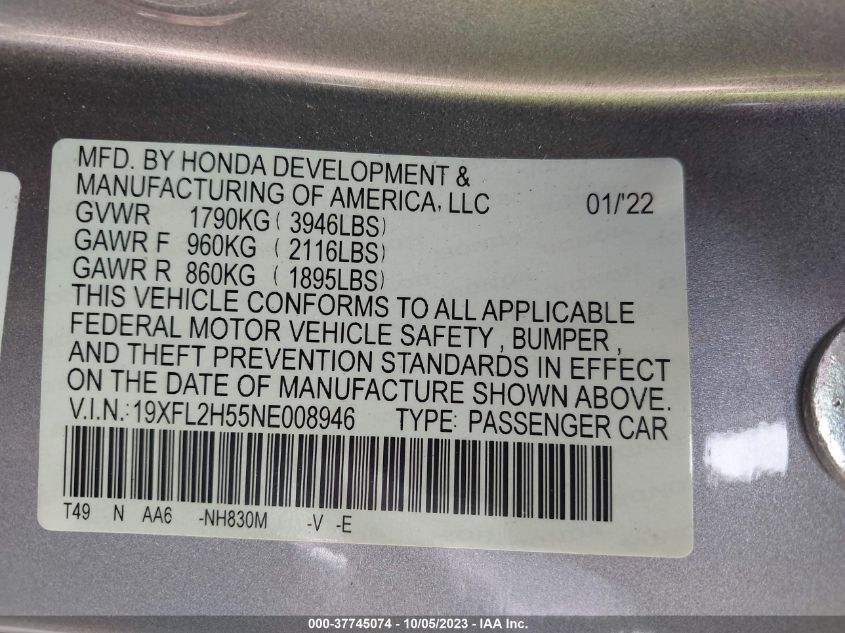 MFD. BY HONDA DEVELOPMENT &
MANUFACTURING OF AMERICA, LLC 01/'22
GVWR 1790KG ( 3946LBS)
GAWR F 960KG ( 2116LBS)
GAWR R 860KG ( 1895LBS)
THIS VEHICLE CONFORMS TO ALL APPLICABLE
FEDERAL MOTOR VEHICLE SAFETY , BUMPER ,
AND THEFT PREVENTION STANDARDS IN EFFECT
ON THE DATE OF MANUFACTURE SHOWN ABOVE.
V.I.N.: 19XFL2H55NE008946 TYPE: PASSENGER CAR
T49 N AA6 -NH830M -V -E
000-37745074 - 10/05/2023 - IAA Inc.